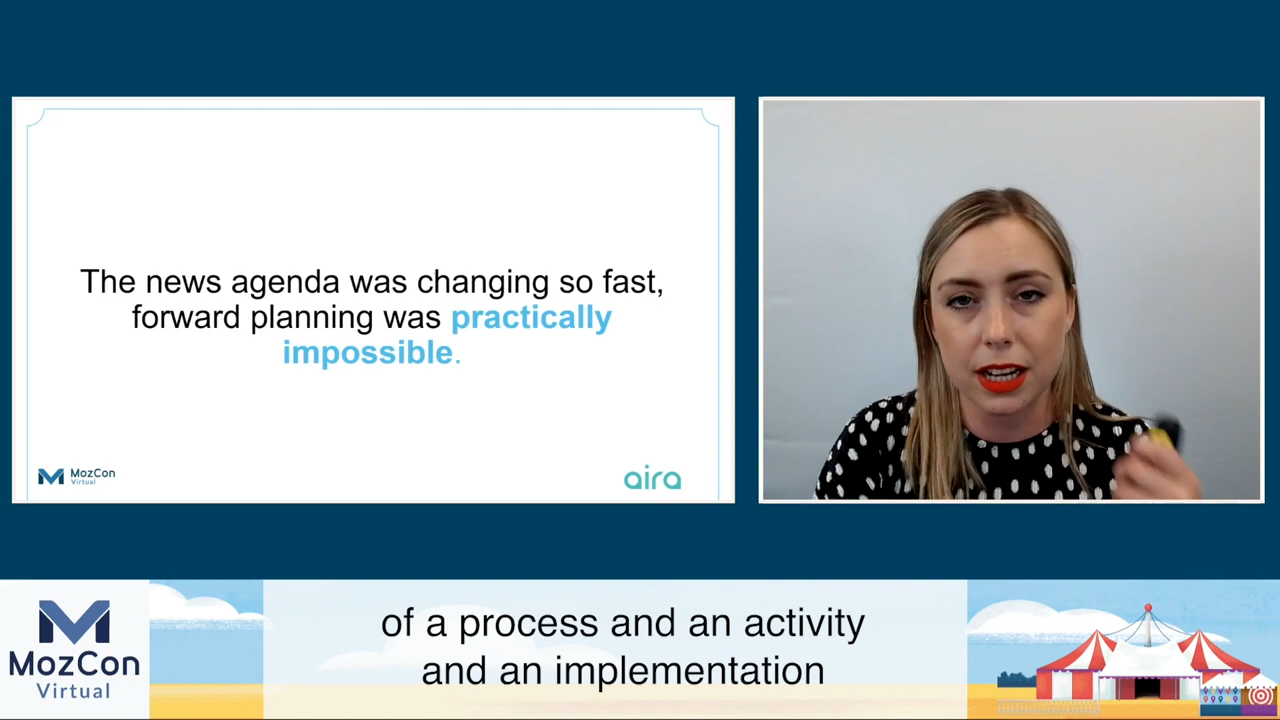 The news agenda was changing so fast,
forward planning was practically
impossible.
MozCon
Virtual
aira
of a process and an activity
and an implementation
MozCon
Virtual